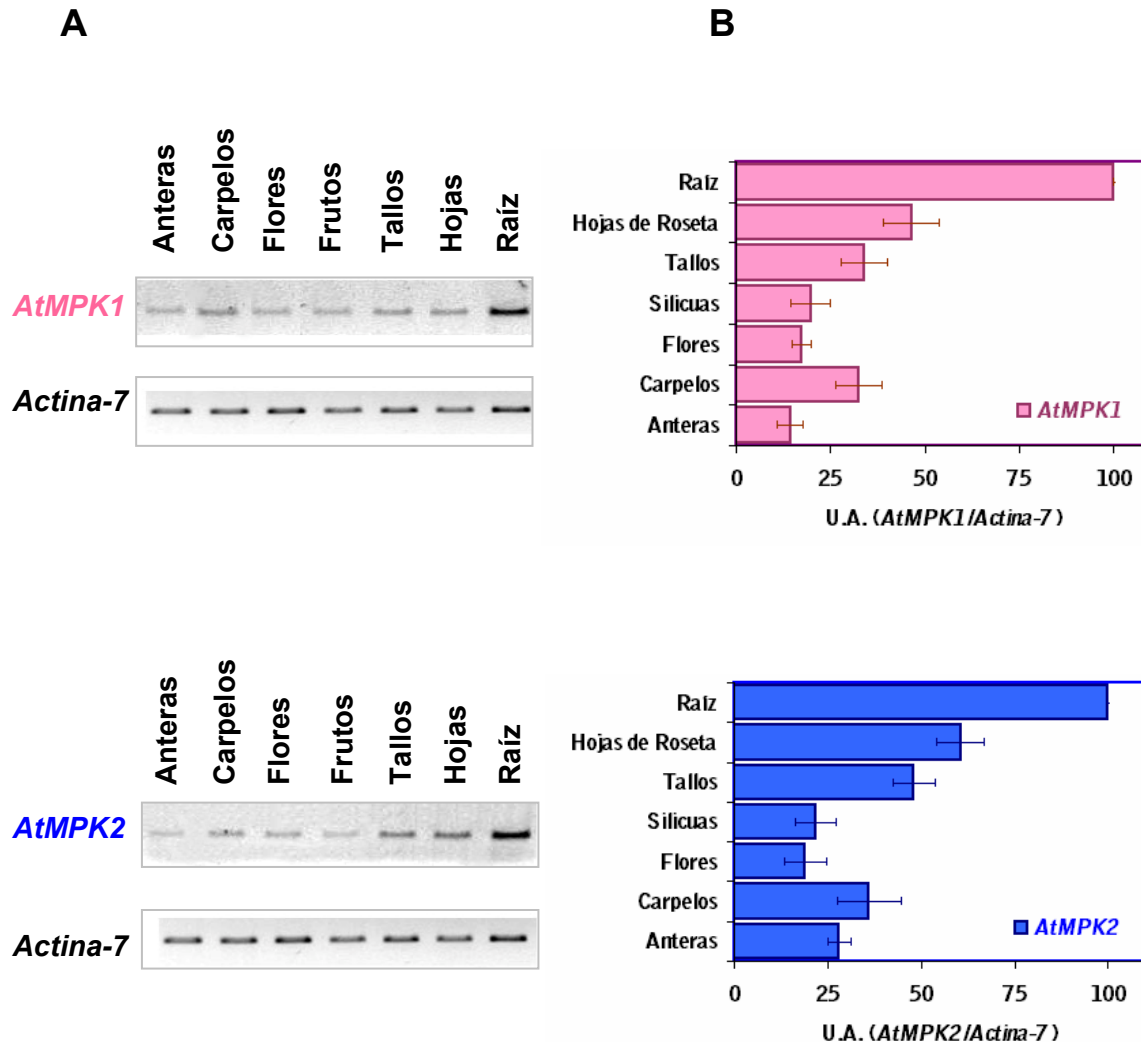 A
B
Anteras
Carpelos
Flores
Frutos
Tallos
Hojas
Raíz
AtMPK1
Actina-7
Raíz
Hojas de Roseta
Tallos
Silicuas
Flores
Carpelos
Anteras
AtMPK1
0 25 50 75 100
U.A. (AtMPK1/Actina-7)
Anteras
Carpelos
Flores
Frutos
Tallos
Hojas
Raíz
AtMPK2
Actina-7
Raíz
Hojas de Roseta
Tallos
Silicuas
Flores
Carpelos
Anteras
AtMPK2
0 25 50 75 100
U.A. (AtMPK2/Actina-7)